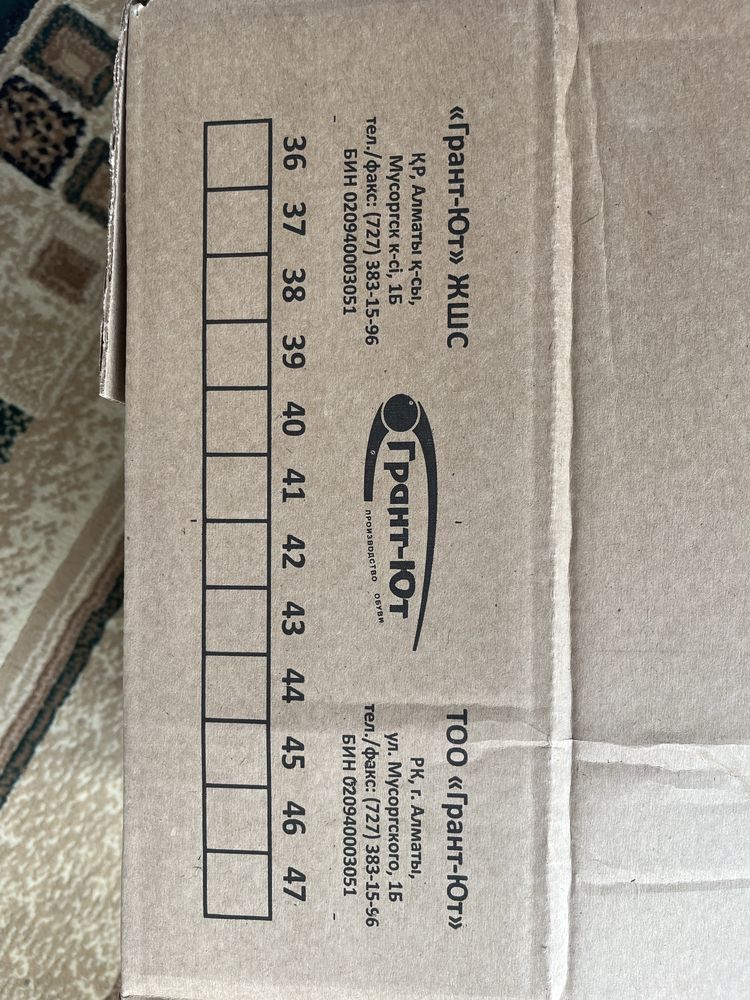 «Грант-Ют» ЖШС
ҚР, Алматы қ-сы,
Мусоргск к-сі, 1Б
тел./факс: (727) 383-15-96
БИН 020940003051
Грант-Ют
ПРОИЗВОДСТВО ОБУВИ
ТОО «Грант-Ют»
РК, г. Алматы,
ул. Мусоргского, 1Б
тел./факс: (727) 383-15-96
БИН 020940003051
36 37 38 39 40 41 42 43 44 45 46 47